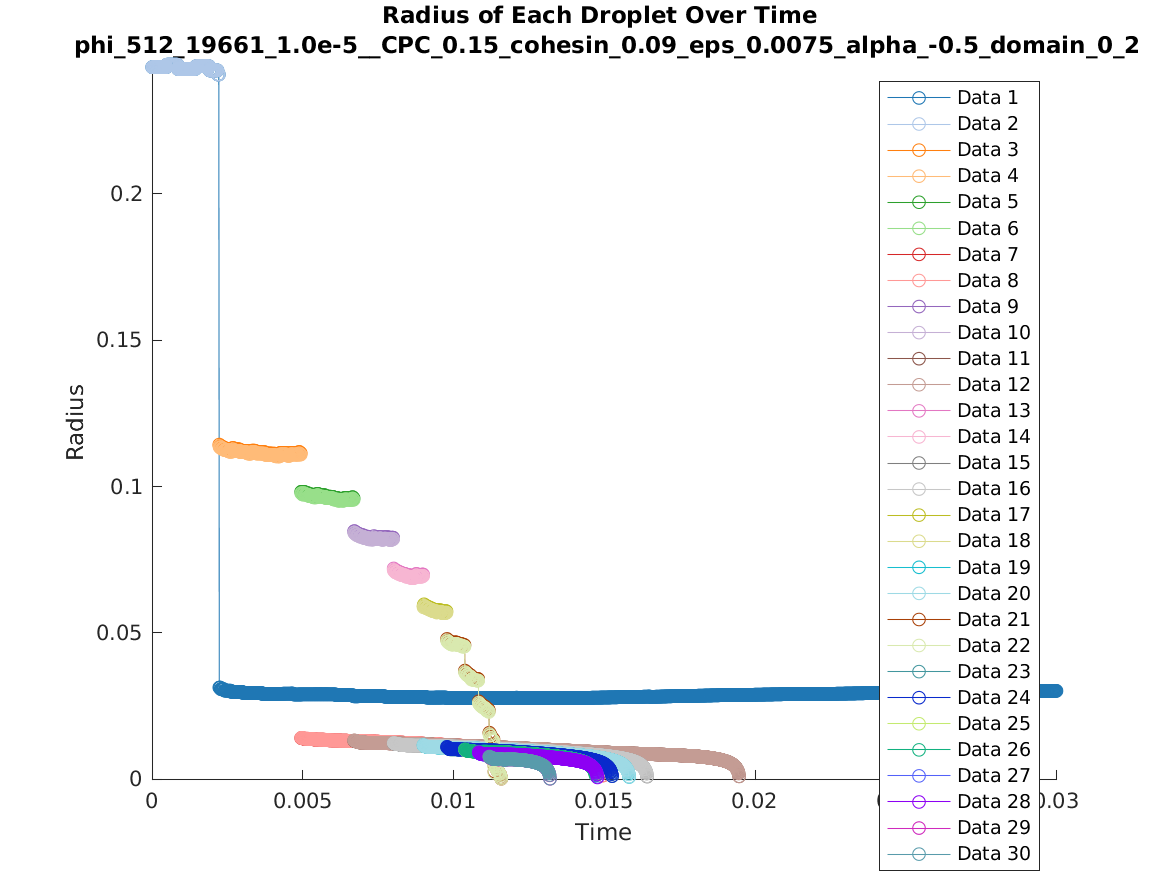 Radius of Each Droplet Over Time
phi_512_19661_1.0e-5__CPC_0.15_cohesin_0.09_eps_0.0075_alpha_-0.5_domain_0_2
Radius
0.2
0.15
0.1
0.05
0
0
0.005
0.01
0.015
0.02
0.03
Time
Data 1
Data 2
Data 3
Data 4
Data 5
Data 6
Data 7
Data 8
Data 9
Data 10
Data 11
Data 12
Data 13
Data 14
Data 15
Data 16
Data 17
Data 18
Data 19
Data 20
Data 21
Data 22
Data 23
Data 24
Data 25
Data 26
Data 27
Data 28
Data 29
Data 30